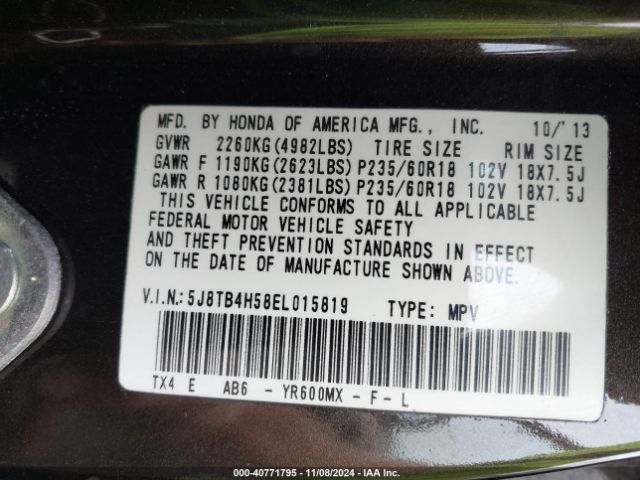 MFD. BY HONDA OF AMERICA MFG., INC. 10/'13
GVWR 2260KG(4982LBS) TIRE SIZE RIM SIZE
GAWR F 1190KG(2623LBS) P235/60R18 102V 18X7.5J
GAWR R 1080KG(2381LBS) P235/60R18 102V 18X7.5J
THIS VEHICLE CONFORMS TO ALL APPLICABLE
FEDERAL MOTOR VEHICLE SAFETY
AND THEFT PREVENTION STANDARDS IN EFFECT
ON THE DATE OF MANUFACTURE SHOWN ABOVE.
V.I.N.:5J8TB4H58EL015819 TYPE: MPV
TX4 E AB6 - YR600MX - F - L
000-40771795 - 11/08/2024 - IAA Inc.